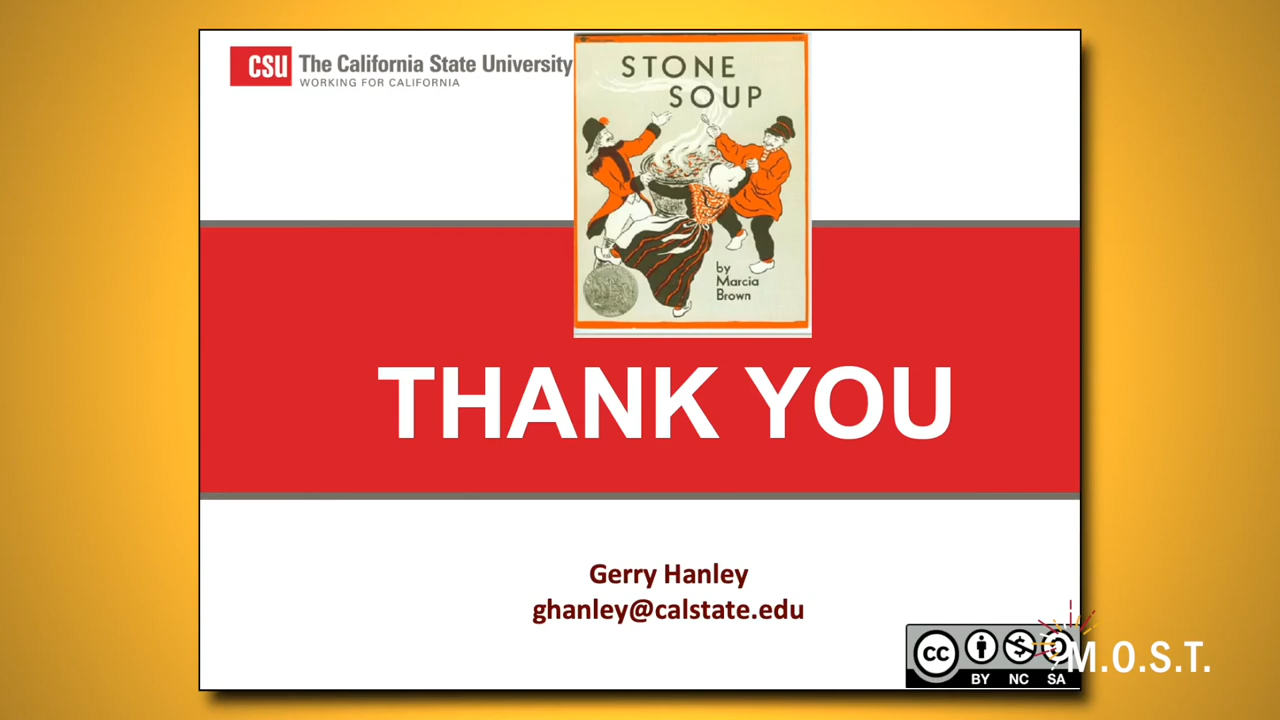 CSU The California State University
WORKING FOR CALIFORNIA
STONE
SOUP
by
Marcia
Brown
THANK YOU
Gerry Hanley
ghanley@calstate.edu
cc
BY NC SA
M.O.S.T.